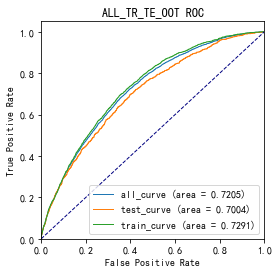 ALL_TR_TE_OOT ROC
True Positive Rate
1.0
0.8
0.6
0.4
0.2
0.0
all_curve (area = 0.7205)
test_curve (area = 0.7004)
train_curve (area = 0.7291)
0.0 0.2 0.4 0.6 0.8 1.0
False Positive Rate